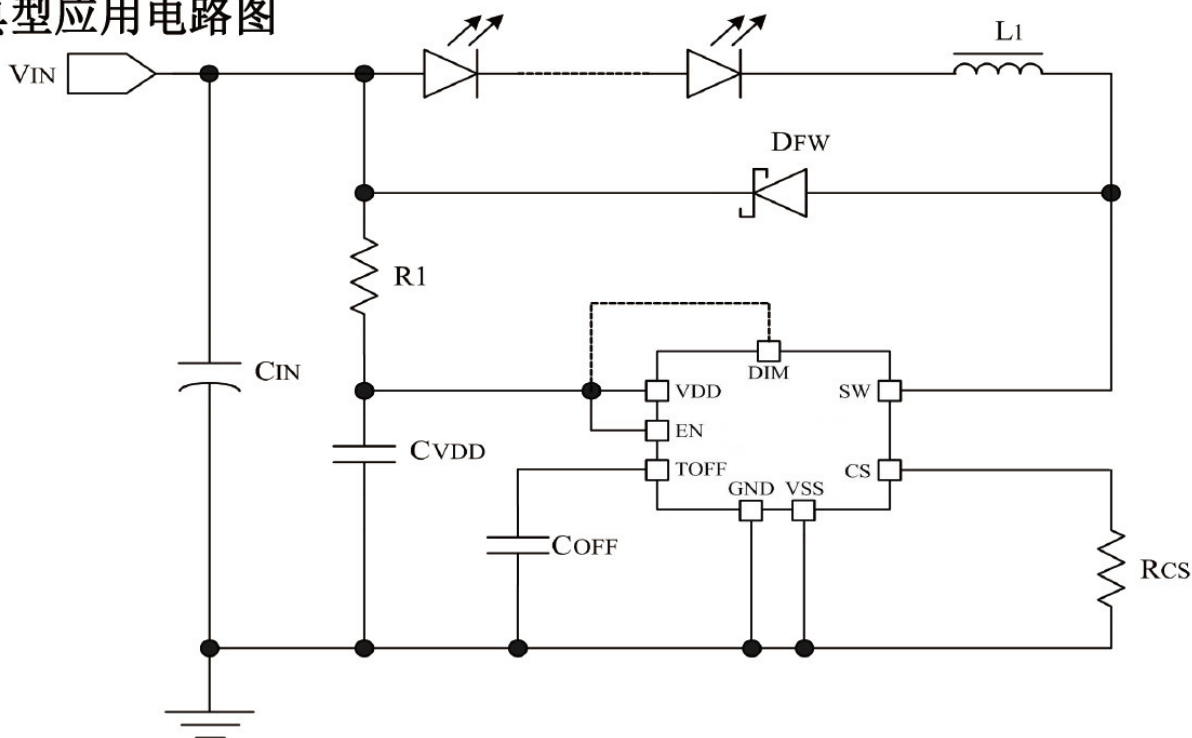 型应用电路图
VIN
L1
DFW
R1
CIN
DIM
VDD
SW
EN
CVDD
TOFF
CS
GND VSS
COFF
RCS